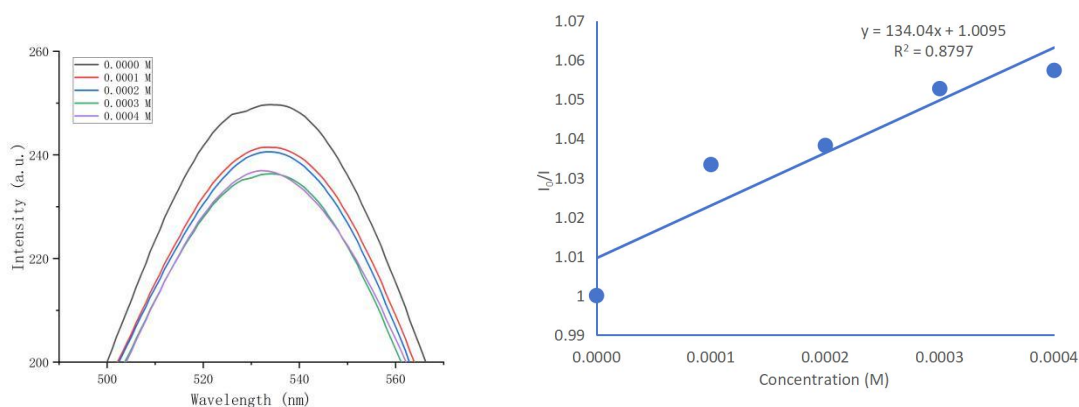 260
240
220
200
Intensity (a.u.)
0.0000 M
0.0001 M
0.0002 M
0.0003 M
0.0004 M
500
520
540
560
Wavelength (nm)
1.07
1.06
1.05
1.04
1.03
1.02
1.01
1
0.99
I₀/I
y = 134.04x + 1.0095
R² = 0.8797
0.0000
0.0001
0.0002
0.0003
0.0004
Concentration (M)